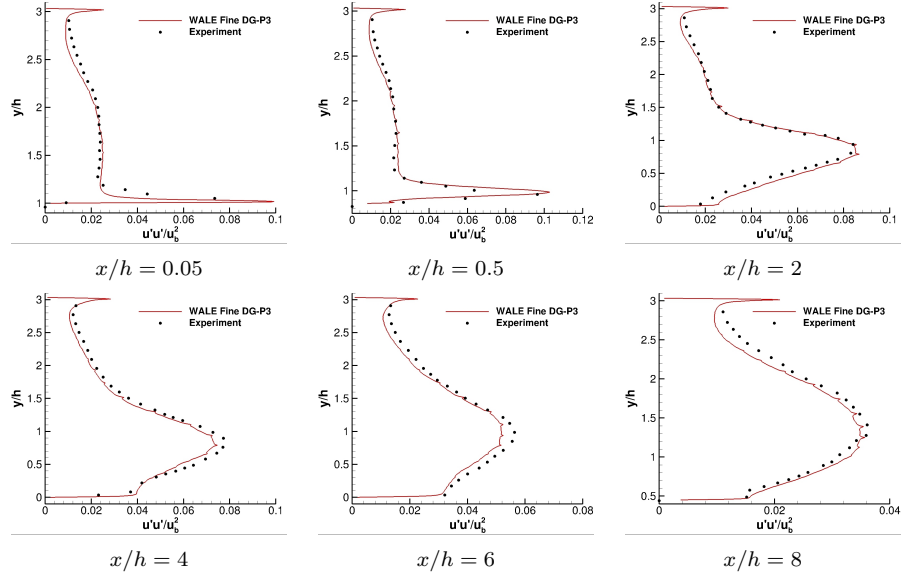 3
2.5
2
1.5
1
y/h
0
0.02
0.04
0.06
0.08
0.1
u'u'/u_b^2
WALE Fine DG-P3
Experiment
x/h = 0.05
3
2.5
2
1.5
1
y/h
0
0.02
0.04
0.06
0.08
0.1
0.12
u'u'/u_b^2
WALE Fine DG-P3
Experiment
x/h = 0.5
3
2.5
2
1.5
1
0.5
0
y/h
0
0.02
0.04
0.06
0.08
0.1
u'u'/u_b^2
WALE Fine DG-P3
Experiment
x/h = 2
3
2.5
2
1.5
1
0.5
0
y/h
0
0.02
0.04
0.06
0.08
0.1
u'u'/u_b^2
WALE Fine DG-P3
Experiment
x/h = 4
3
2.5
2
1.5
1
0.5
0
y/h
0
0.02
0.04
0.06
0.08
u'u'/u_b^2
WALE Fine DG-P3
Experiment
x/h = 6
3
2.5
2
1.5
1
0.5
y/h
0
0.02
0.04
u'u'/u_b^2
WALE Fine DG-P3
Experiment
x/h = 8